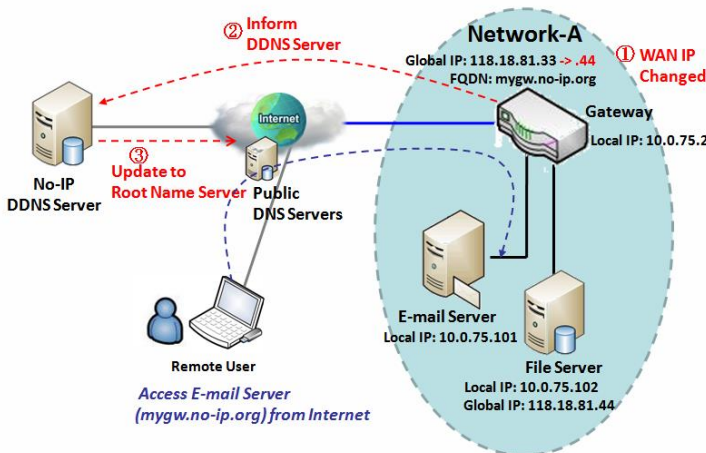 ② Inform
DDNS Server
Network-A
Global IP: 118.18.81.33 -> .44
FQDN: mygw.no-ip.org
① WAN IP
Changed
Gateway
Local IP: 10.0.75.2
Internet
③
Update to
Root Name Server
No-IP
DDNS Server
Public
DNS Servers
E-mail Server
Local IP: 10.0.75.101
File Server
Local IP: 10.0.75.102
Global IP: 118.18.81.44
Remote User
Access E-mail Server
(mygw.no-ip.org) from Internet